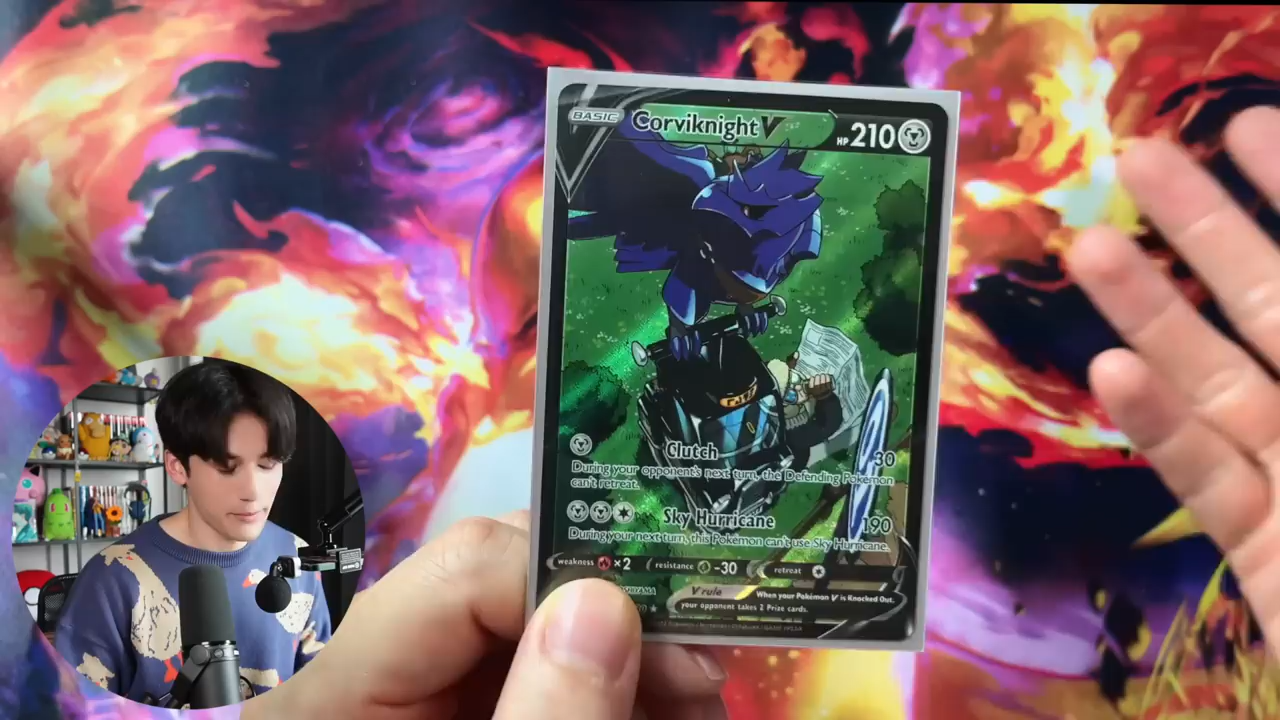 BASIC
Corviknight V
HP 210
Clutch
30
During your opponent's next turn, the Defending Pokémon
can't retreat.
Sky Hurricane
190
During your next turn, this Pokémon can't use Sky Hurricane.
weakness ×2
resistance -30
retreat
V rule
When your Pokémon V is Knocked Out,
your opponent takes 2 Prize cards.